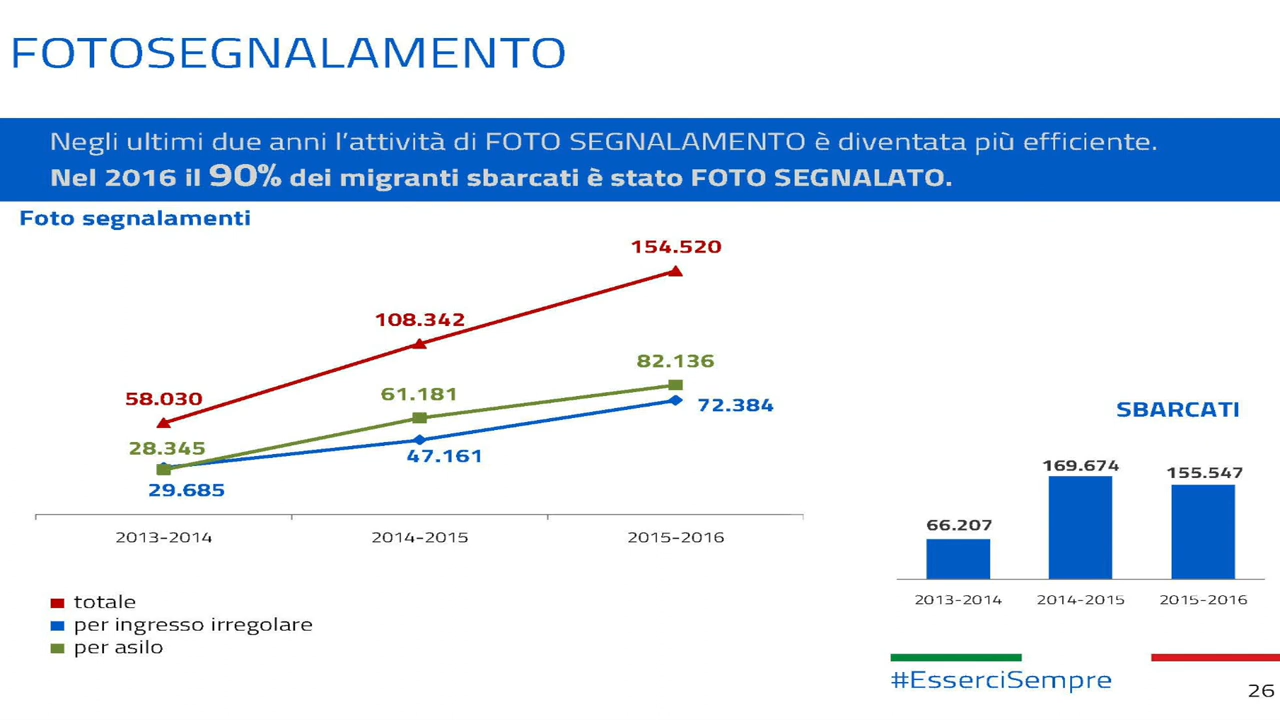 FOTOSEGNALAMENTO
Negli ultimi due anni l'attività di FOTO SEGNALAMENTO è diventata più efficiente.
Nel 2016 il 90% dei migranti sbarcati è stato FOTO SEGNALATO.
Foto segnalamenti
154.520
108.342
82.136
58.030
61.181
72.384
28.345
47.161
29.685
2013-2014
2014-2015
2015-2016
totale
per ingresso irregolare
per asilo
SBARCATI
169.674
155.547
66.207
2013-2014
2014-2015
2015-2016
#EsserciSempre
26